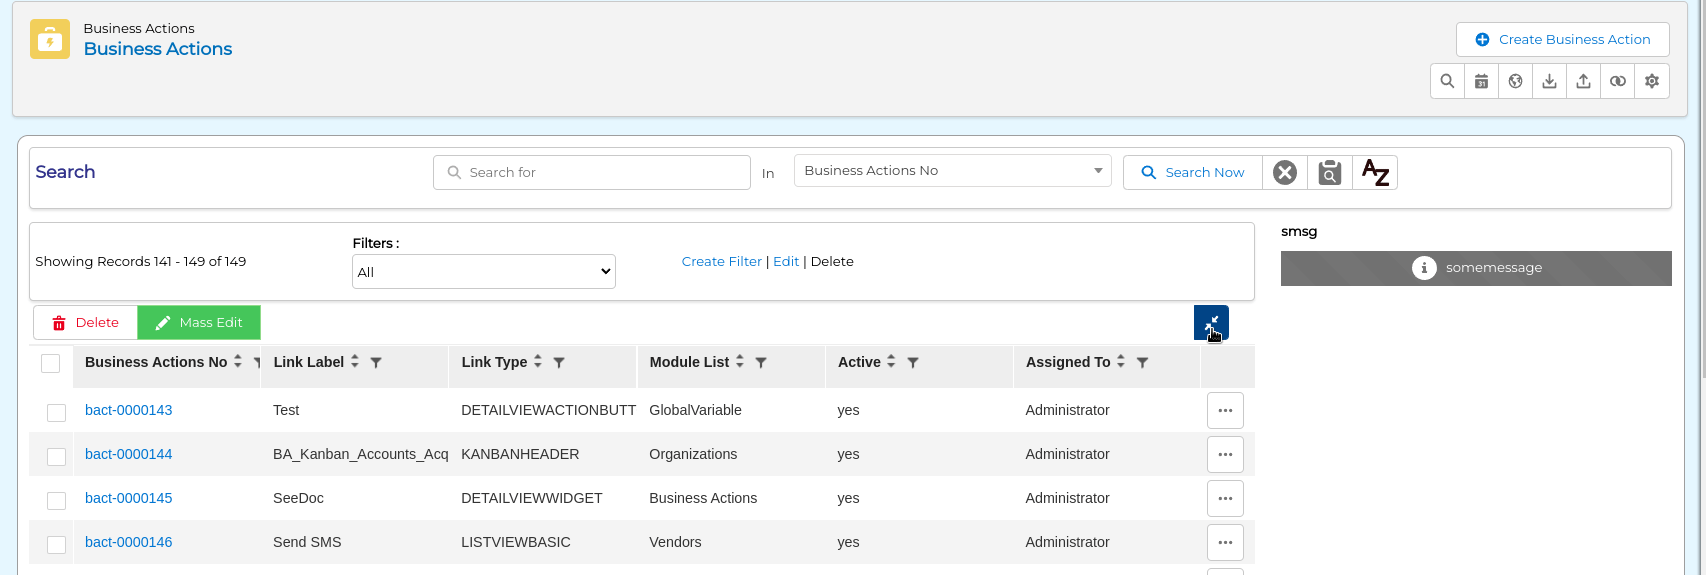 Business Actions
Business Actions
Create Business Action
31
Search
Search for
In
Business Actions No
Search Now
AZ
Showing Records 141 - 149 of 149
Filters :
All
Create Filter | Edit | Delete
smsg
somemessage
Delete
Mass Edit
Business Actions No Link Label Link Type Module List Active Assigned To
bact-0000143 Test DETAILVIEWACTIONBUTT GlobalVariable yes Administrator
bact-0000144 BA_Kanban_Accounts_Acq KANBANHEADER Organizations yes Administrator
bact-0000145 SeeDoc DETAILVIEWWIDGET Business Actions yes Administrator
bact-0000146 Send SMS LISTVIEWBASIC Vendors yes Administrator